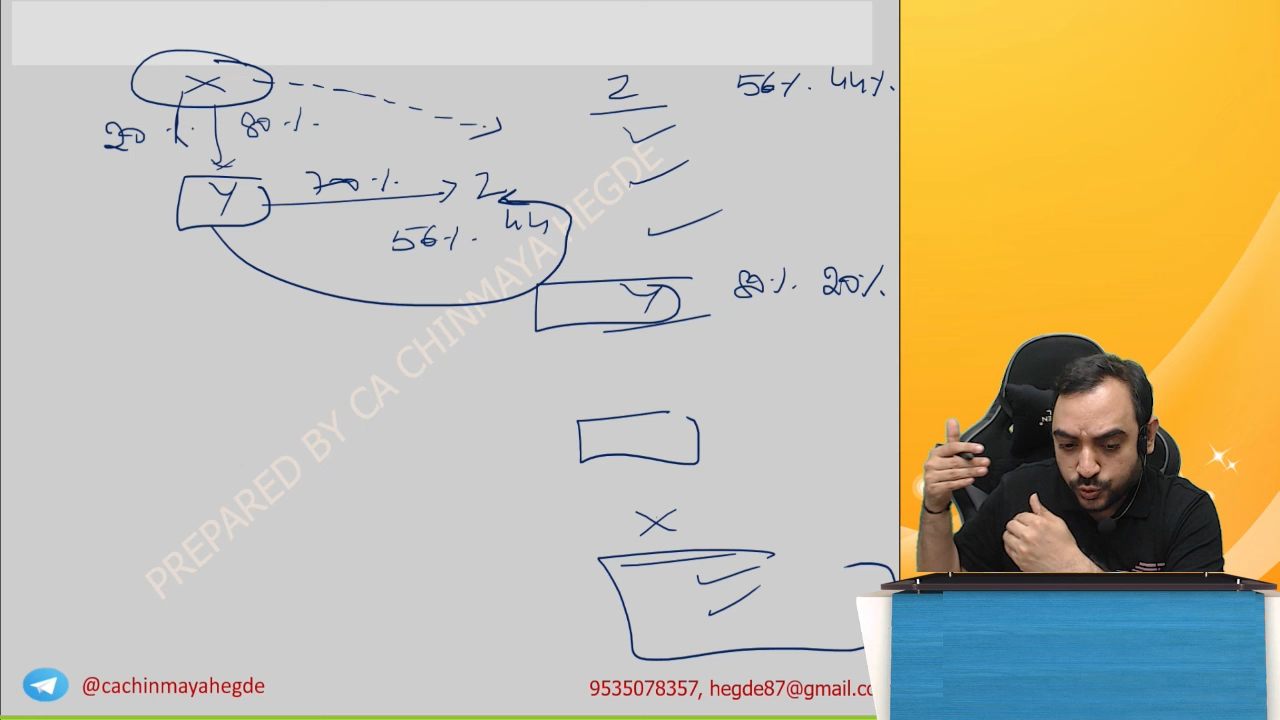 X
20 %. 80 %.
Y 70 %. Z
56 %. 44
Z 56 %. 44 %.
Y 80 %. 20 %.
X
PREPARED BY CA CHINMAYA HEGDE
@cachinmayahegde
9535078357, hegde87@gmail.co